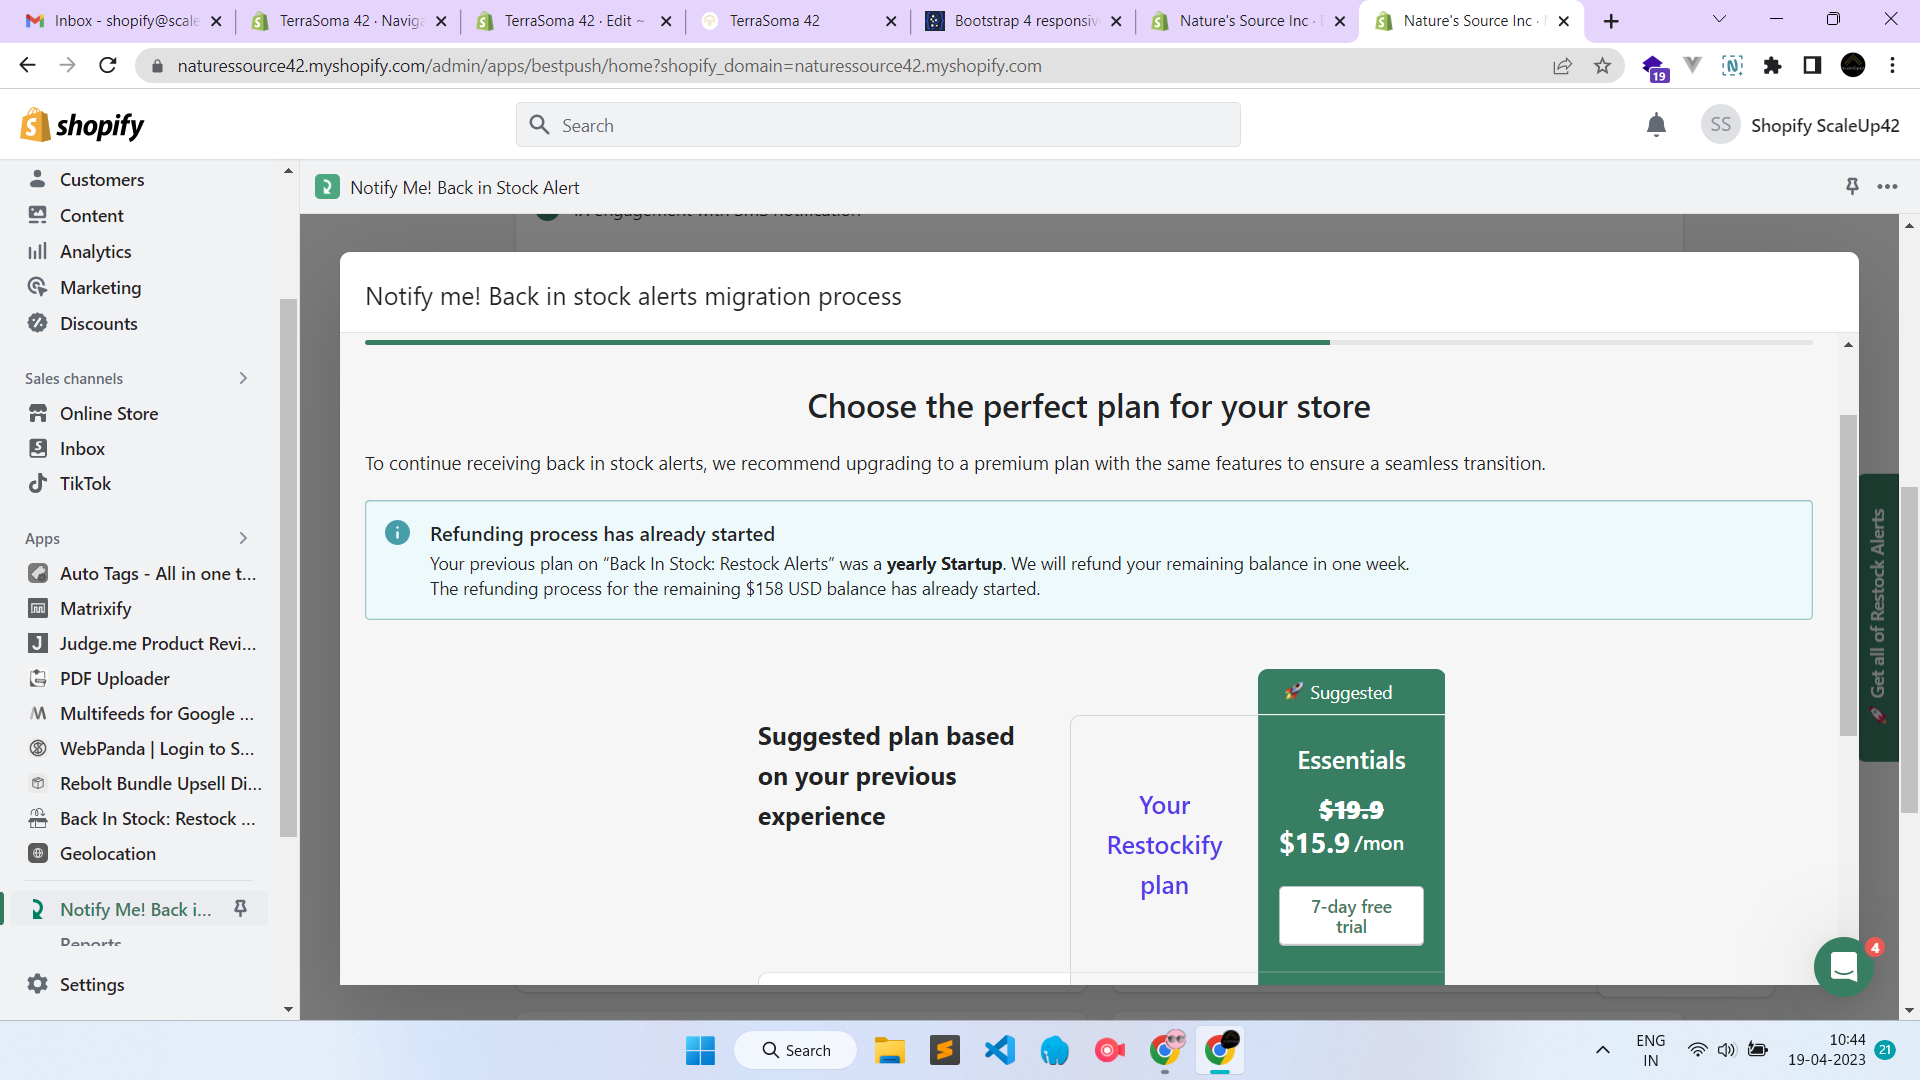 Inbox - shopify@scale
TerraSoma 42 · Naviga
TerraSoma 42 · Edit ~
TerraSoma 42
Bootstrap 4 responsiv
Nature's Source Inc ·
Nature's Source Inc ·
naturessource42.myshopify.com/admin/apps/bestpush/home?shopify_domain=naturessource42.myshopify.com
19
shopify
Search
SS
Shopify ScaleUp42
Customers
Content
Analytics
Marketing
Discounts
Sales channels
Online Store
Inbox
TikTok
Apps
Auto Tags - All in one t...
Matrixify
Judge.me Product Revi...
PDF Uploader
Multifeeds for Google ...
WebPanda | Login to S...
Rebolt Bundle Upsell Di...
Back In Stock: Restock ...
Geolocation
Notify Me! Back i...
Reports
Settings
Notify Me! Back in Stock Alert
engagement with SMS notification
Notify me! Back in stock alerts migration process
Choose the perfect plan for your store
To continue receiving back in stock alerts, we recommend upgrading to a premium plan with the same features to ensure a seamless transition.
Refunding process has already started
Your previous plan on “Back In Stock: Restock Alerts” was a yearly Startup. We will refund your remaining balance in one week.
The refunding process for the remaining $158 USD balance has already started.
Suggested plan based
on your previous
experience
Your
Restockify
plan
Suggested
Essentials
$19.9
$15.9 /mon
7-day free
trial
Get all of Restock Alerts
4
Search
ENG
IN
10:44
19-04-2023
21